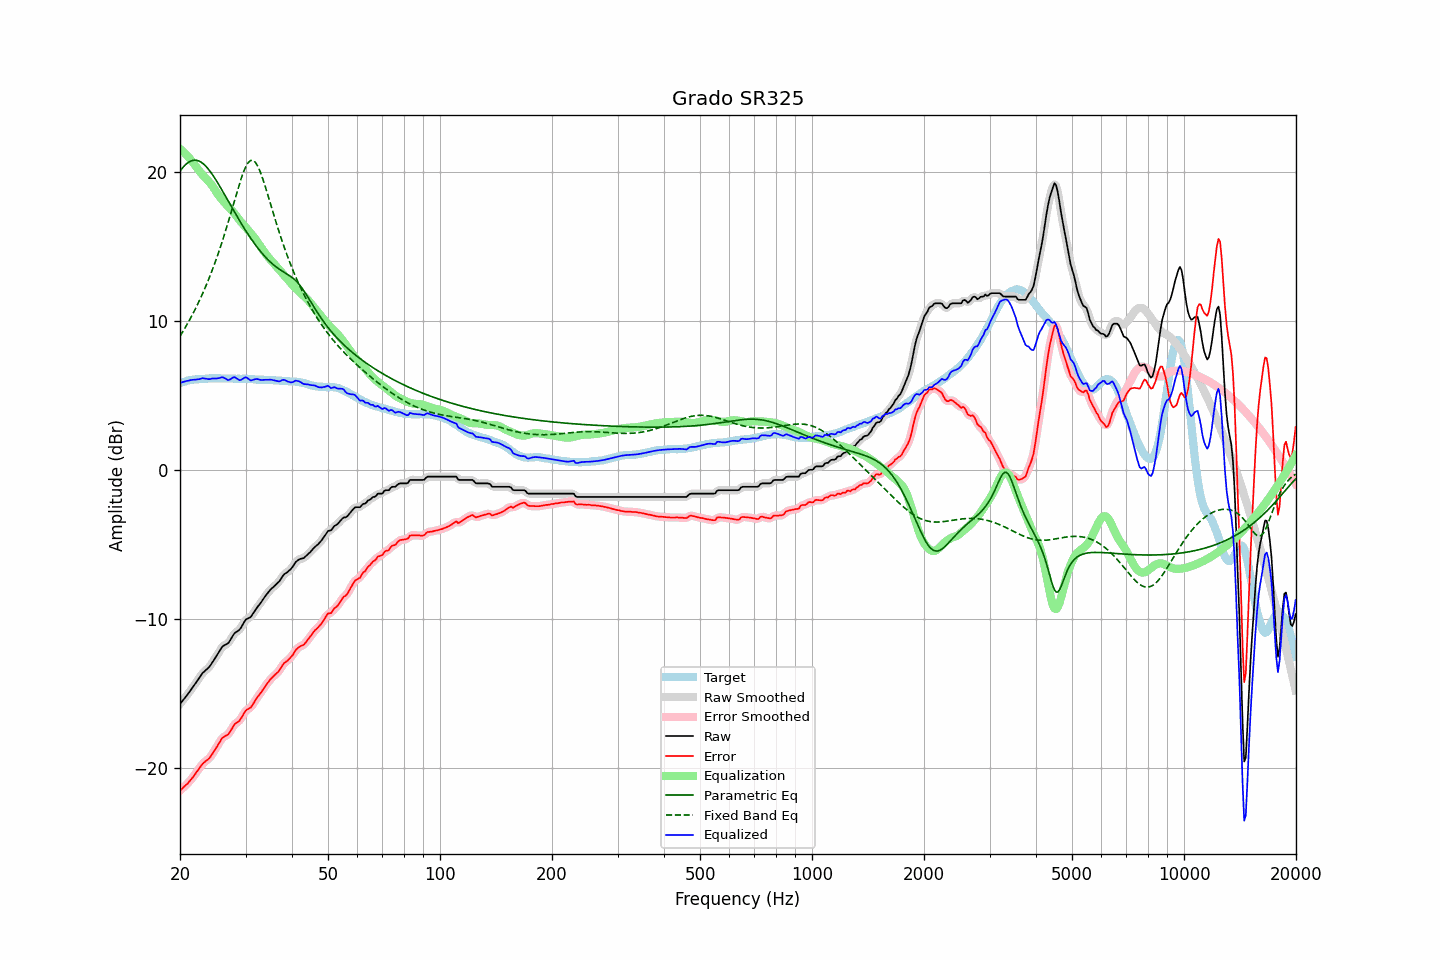 Grado SR325
Amplitude (dBr)
20
10
0
−10
−20
Target
Raw Smoothed
Error Smoothed
Raw
Error
Equalization
Parametric Eq
Fixed Band Eq
Equalized
20 50 100 200 500 1000 2000 5000 10000 20000
Frequency (Hz)